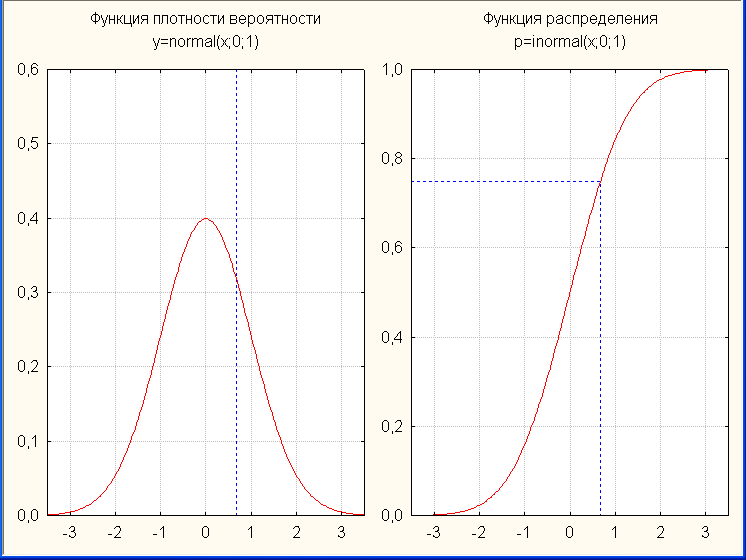 Функция плотности вероятности
y=normal(x;0;1)
0,6
0,5
0,4
0,3
0,2
0,1
0,0
-3 -2 -1 0 1 2 3
Функция распределения
p=inormal(x;0;1)
1,0
0,8
0,6
0,4
0,2
0,0
-3 -2 -1 0 1 2 3